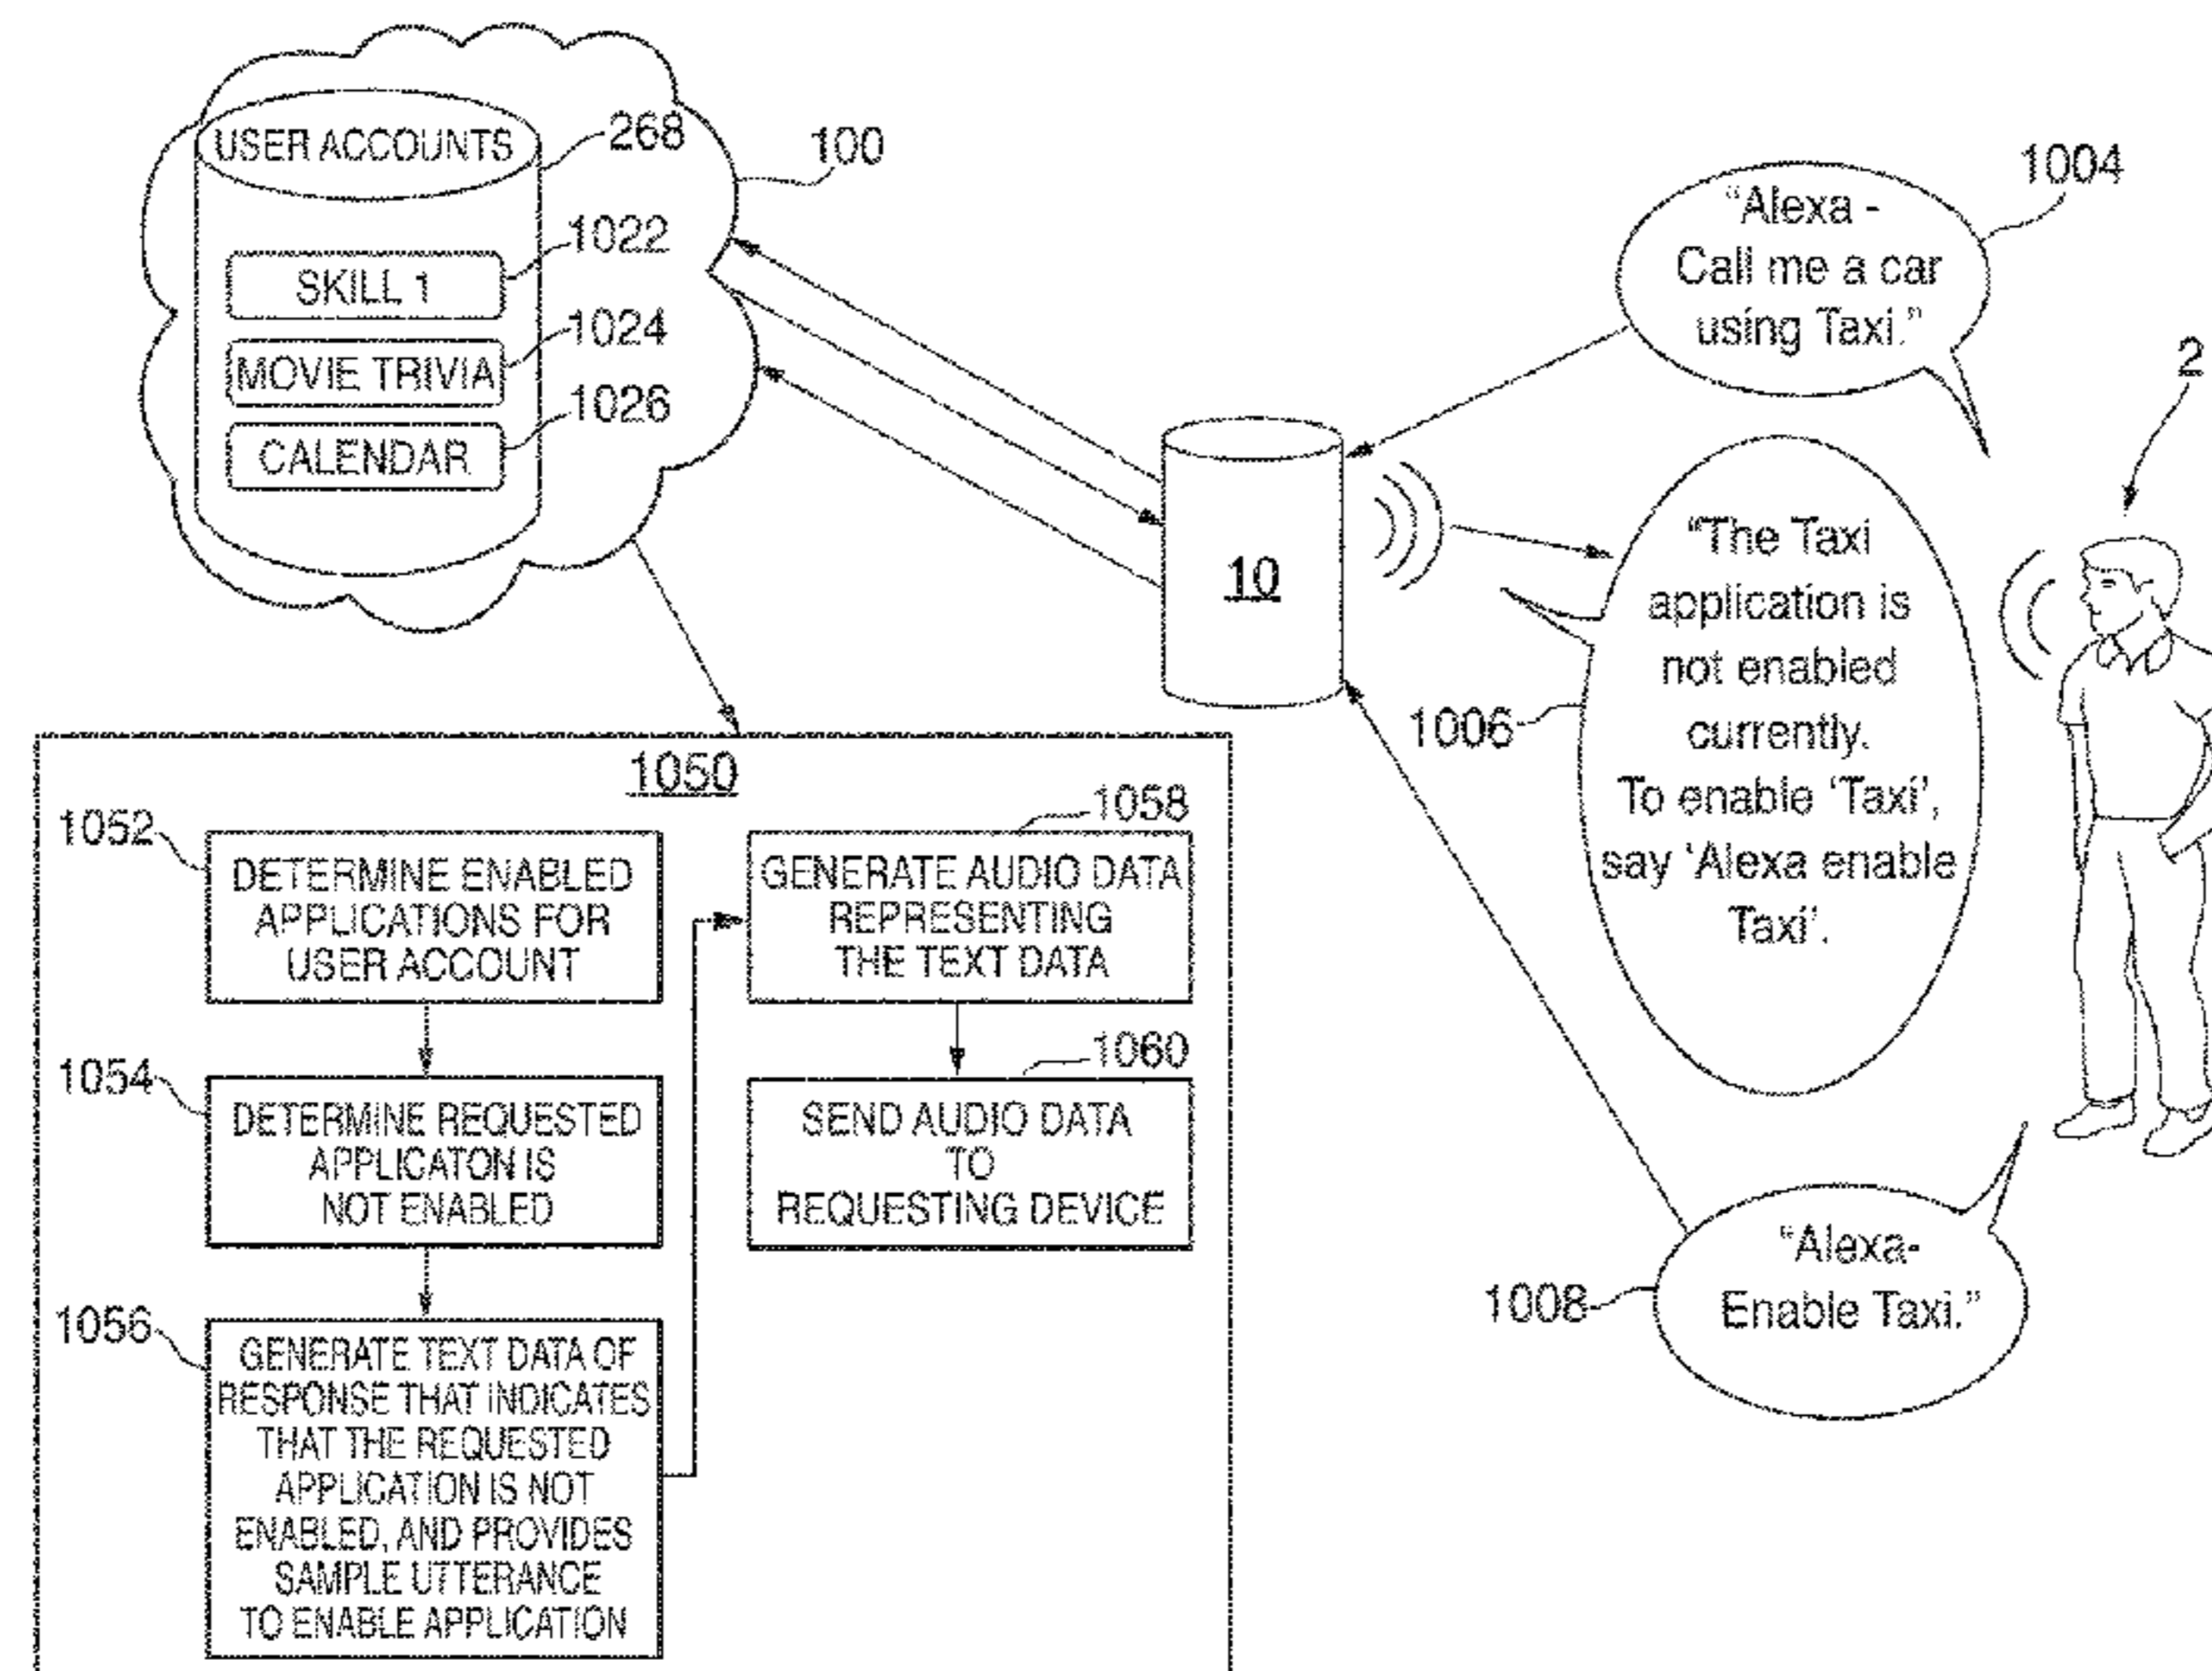 USER ACCOUNTS
268
100
1022
SKILL 1
1024
MOVIE TRIVIA
1026
CALENDAR
10
1004
"Alexa -
Call me a car
using Taxi."
2
1006
"The Taxi
application is
not enabled
currently.
To enable 'Taxi',
say 'Alexa enable
Taxi'.
1008
"Alexa-
Enable Taxi."
1050
1052
DETERMINE ENABLED
APPLICATIONS FOR
USER ACCOUNT
1054
DETERMINE REQUESTED
APPLICATON IS
NOT ENABLED
1056
GENERATE TEXT DATA OF
RESPONSE THAT INDICATES
THAT THE REQUESTED
APPLICATION IS NOT
ENABLED, AND PROVIDES
SAMPLE UTTERANCE
TO ENABLE APPLICATION
1058
GENERATE AUDIO DATA
REPRESENTING
THE TEXT DATA
1060
SEND AUDIO DATA
TO
REQUESTING DEVICE